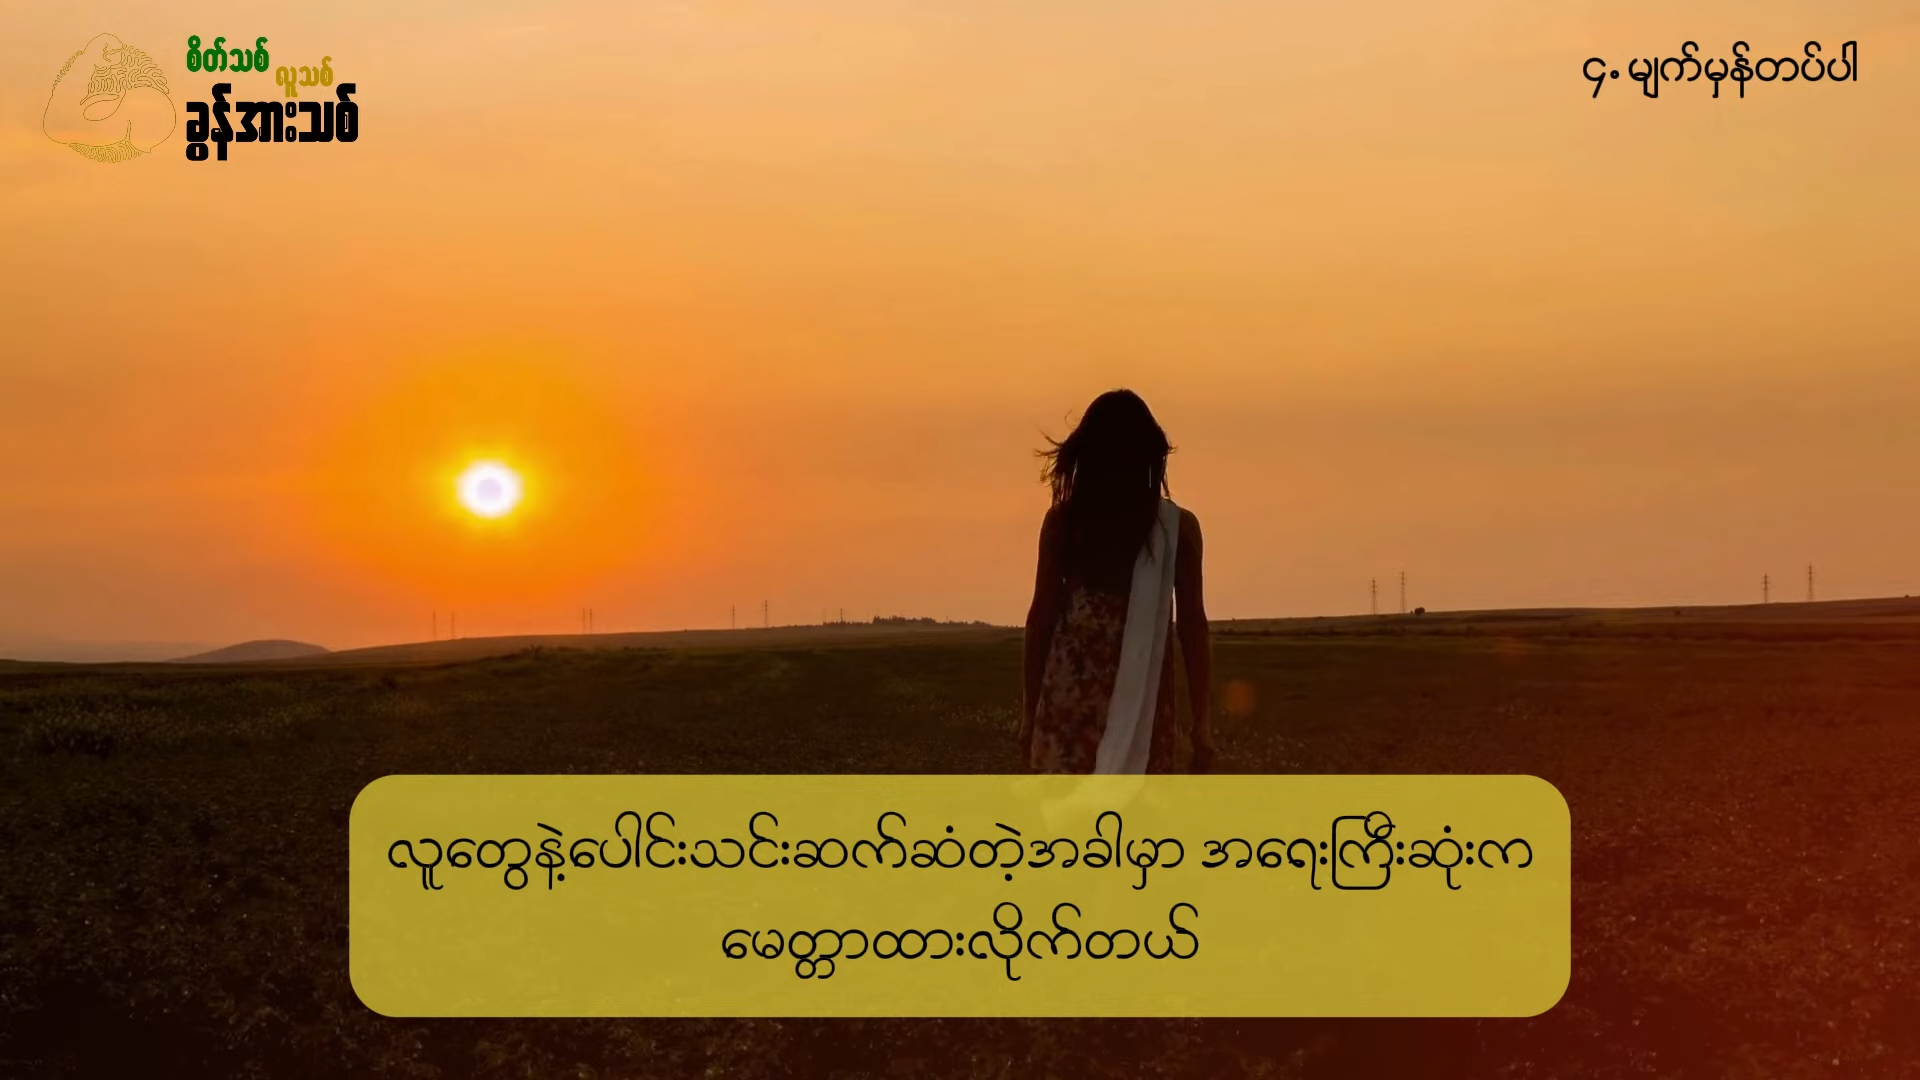 စိတ်သစ်
လူသစ်
ခွန်အားသစ်
၄. မျက်မှန်တပ်ပါ
လူတွေနဲ့ပေါင်းသင်းဆက်ဆံတဲ့အခါမှာ အရေးကြီးဆုံးက
မေတ္တာထားလိုက်တယ်